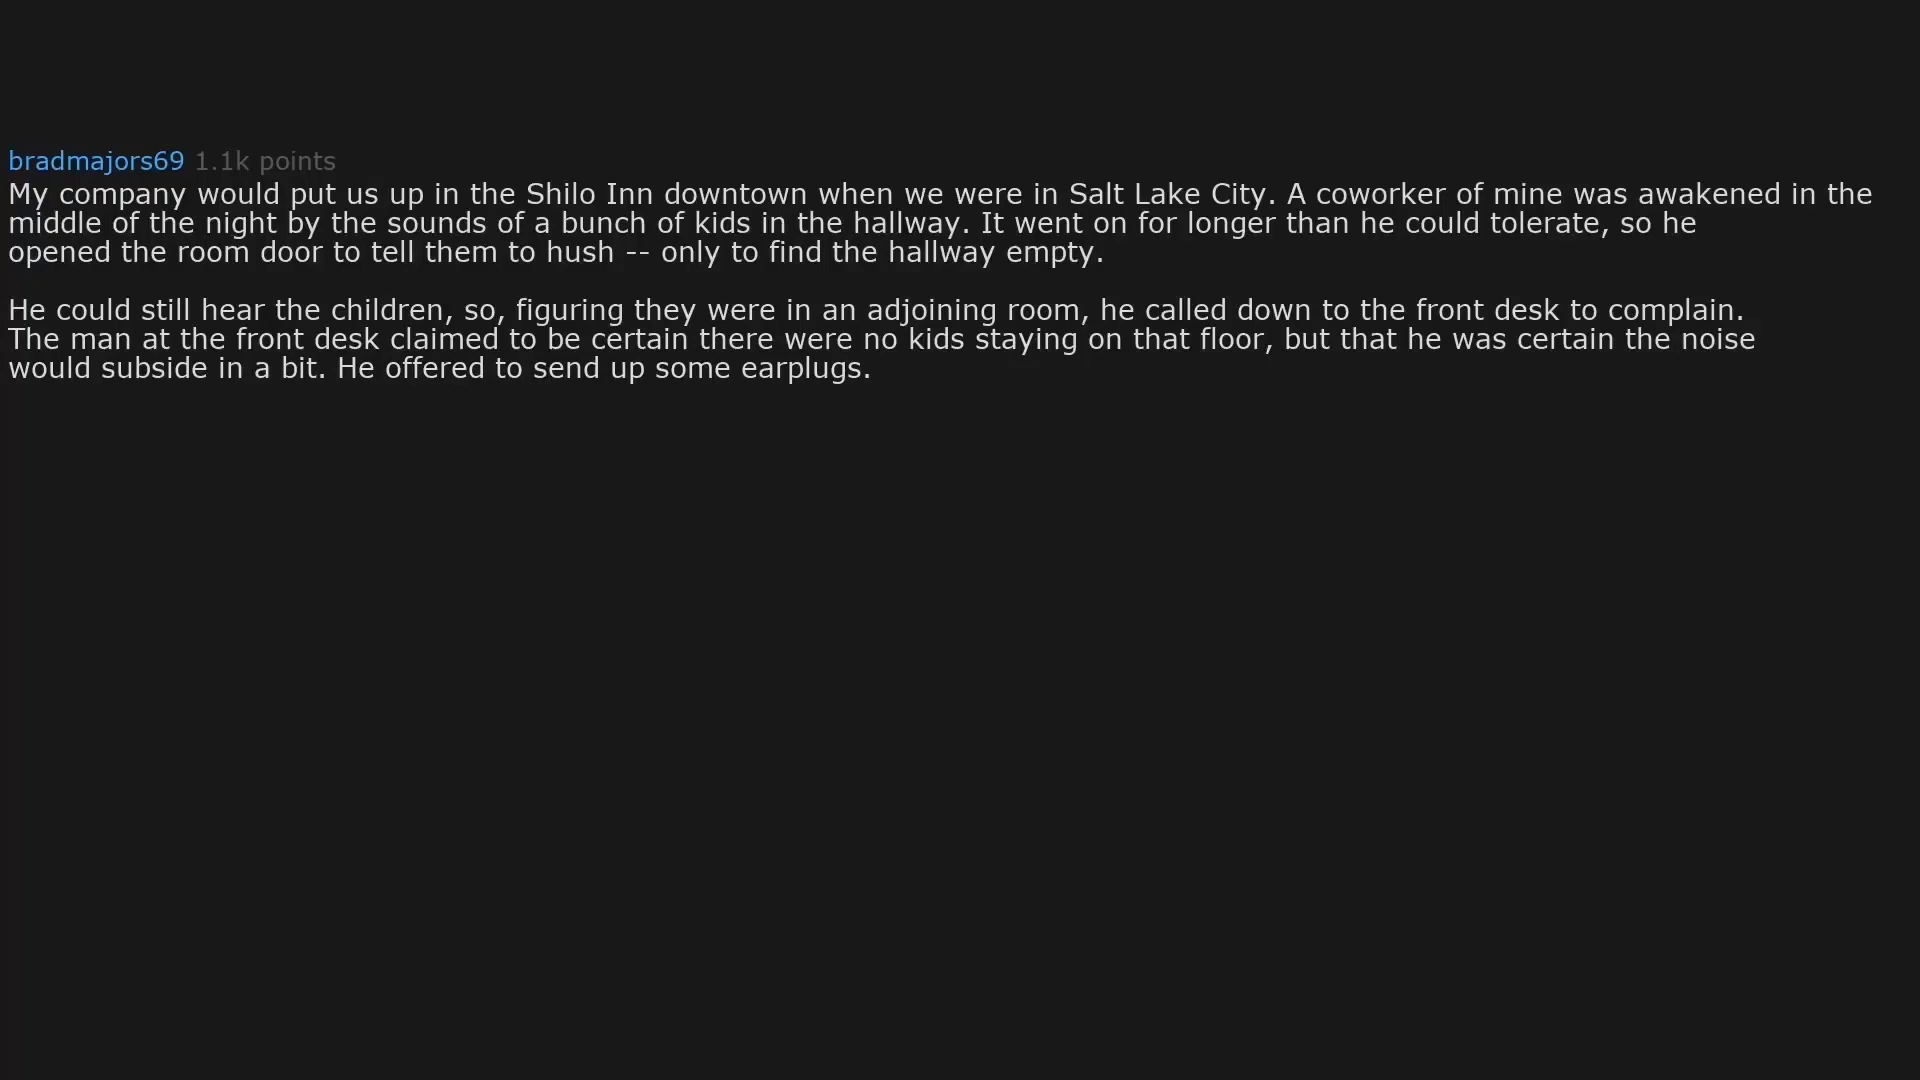 bradmajors69 1.1k points
My company would put us up in the Shilo Inn downtown when we were in Salt Lake City. A coworker of mine was awakened in the
middle of the night by the sounds of a bunch of kids in the hallway. It went on for longer than he could tolerate, so he
opened the room door to tell them to hush -- only to find the hallway empty.
He could still hear the children, so, figuring they were in an adjoining room, he called down to the front desk to complain.
The man at the front desk claimed to be certain there were no kids staying on that floor, but that he was certain the noise
would subside in a bit. He offered to send up some earplugs.